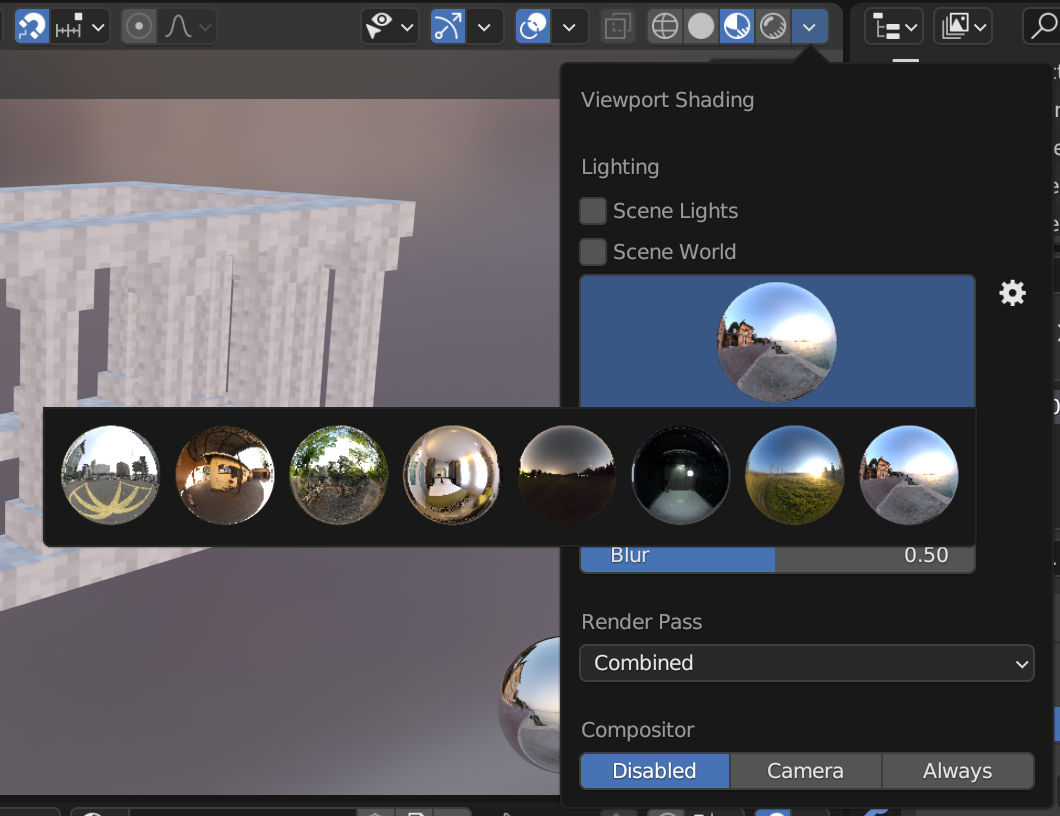 Viewport Shading
Lighting
Scene Lights
Scene World
Blur 0.50
Render Pass
Combined
Compositor
Disabled Camera Always